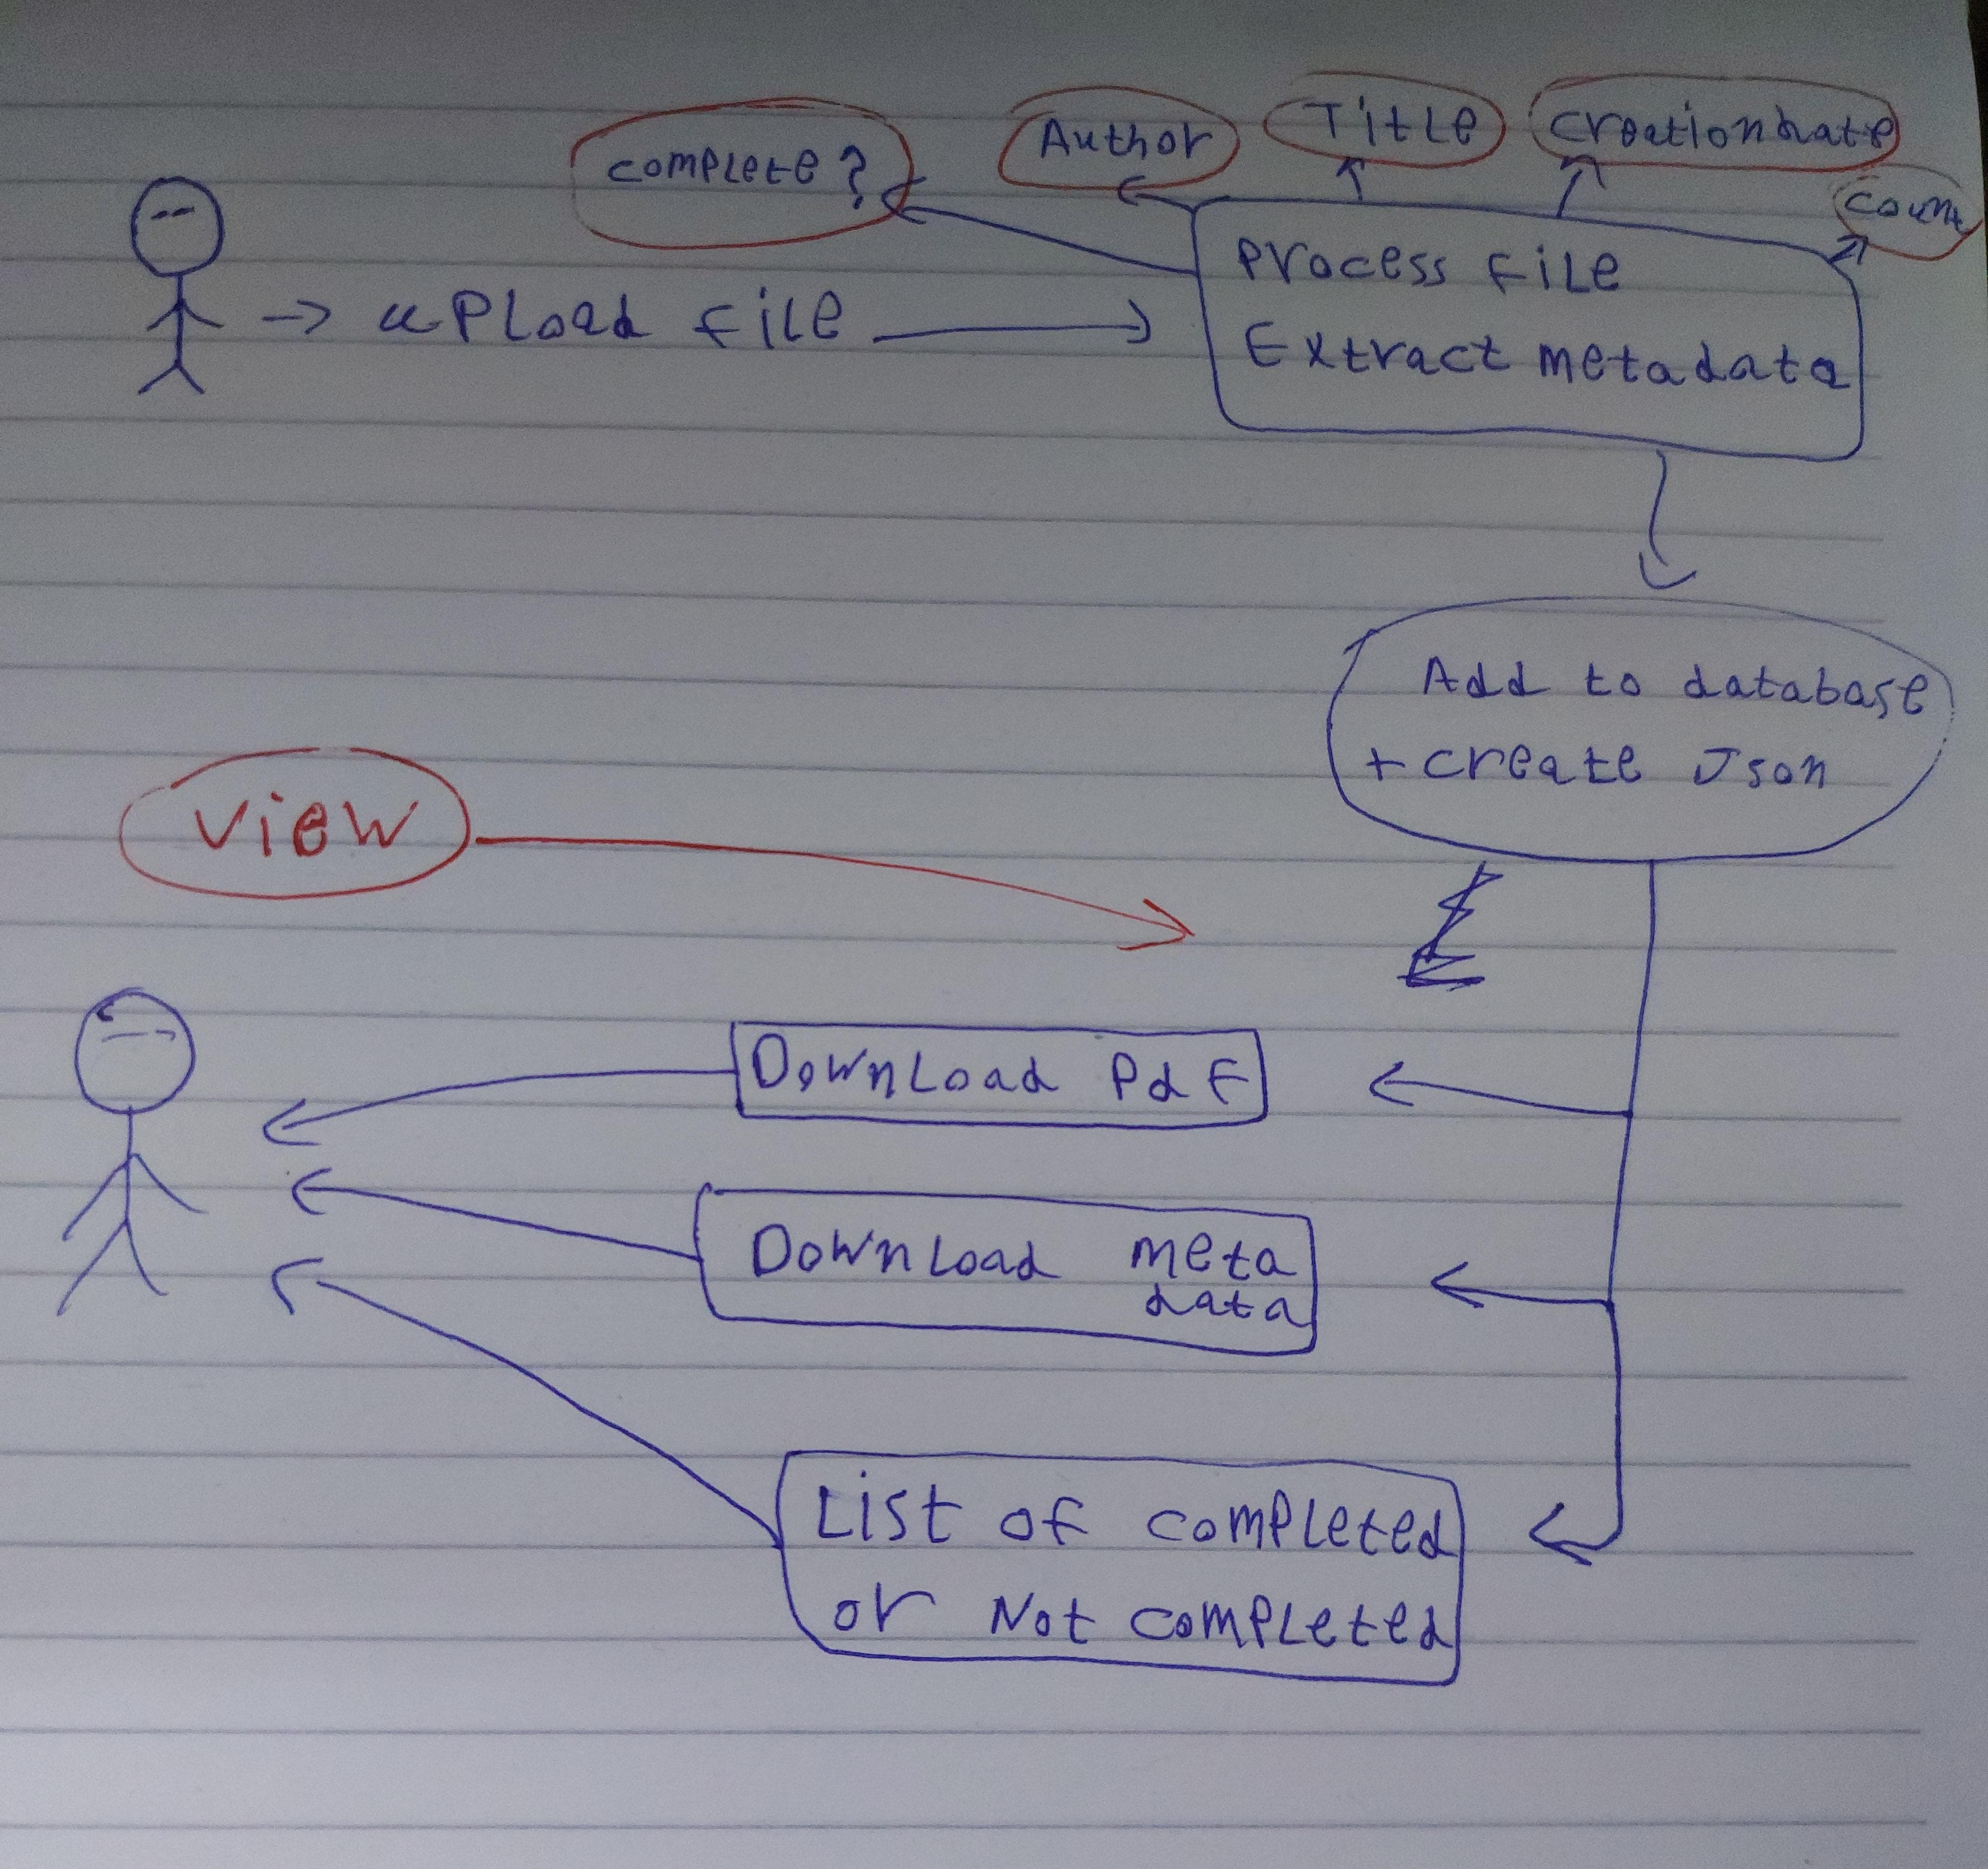 complete?
Author
Title
Creationdate
Count
upload file
Process file
Extract metadata
Add to database
+ create Json
View
Download Pdf
Download meta
data
List of completed
or Not completed